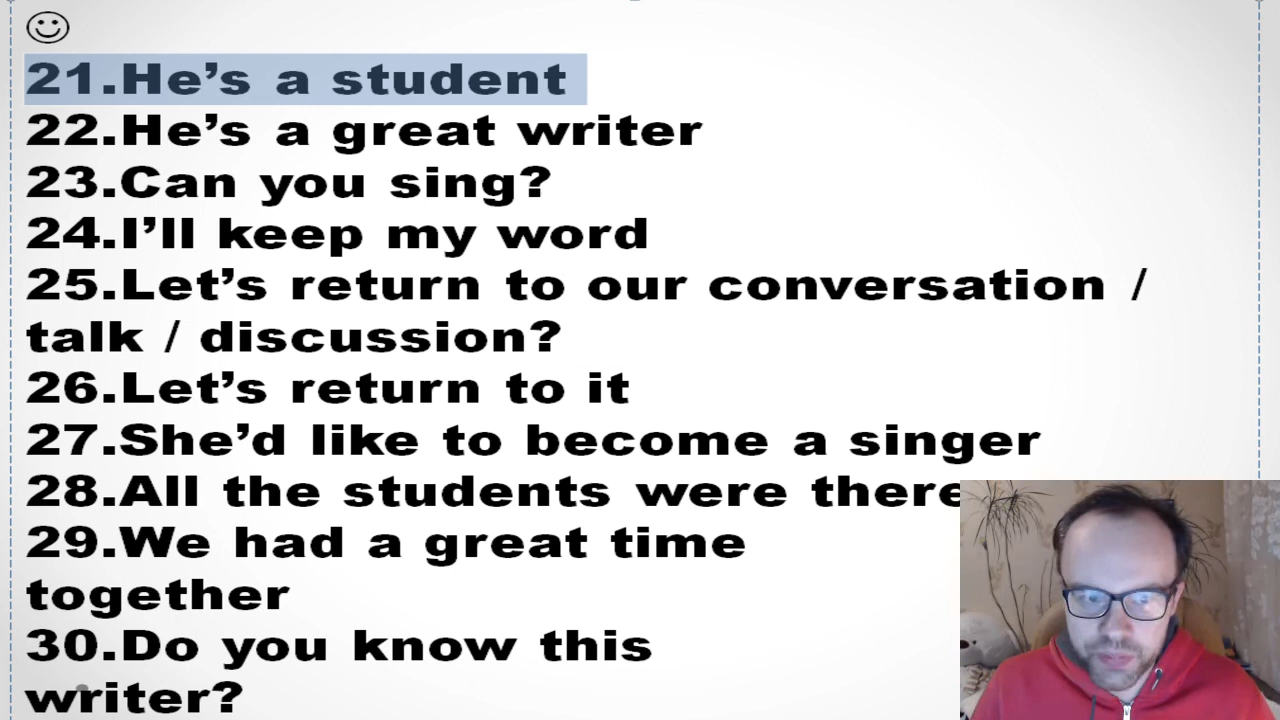 21.He’s a student
22.He’s a great writer
23.Can you sing?
24.I’ll keep my word
25.Let’s return to our conversation /
talk / discussion?
26.Let’s return to it
27.She’d like to become a singer
28.All the students were there
29.We had a great time
together
30.Do you know this
writer?